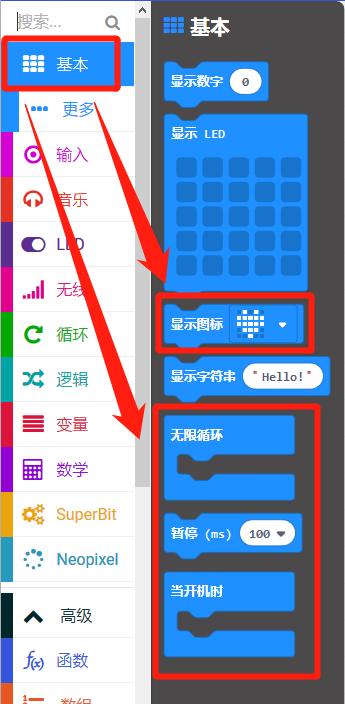 搜索...
基本
更多
输入
音乐
LED
无线
循环
逻辑
变量
数学
SuperBit
Neopixel
高级
函数
数组
基本
显示数字 0
显示 LED
显示图标
显示字符串 "Hello!"
无限循环
暂停 (ms) 100
当开机时